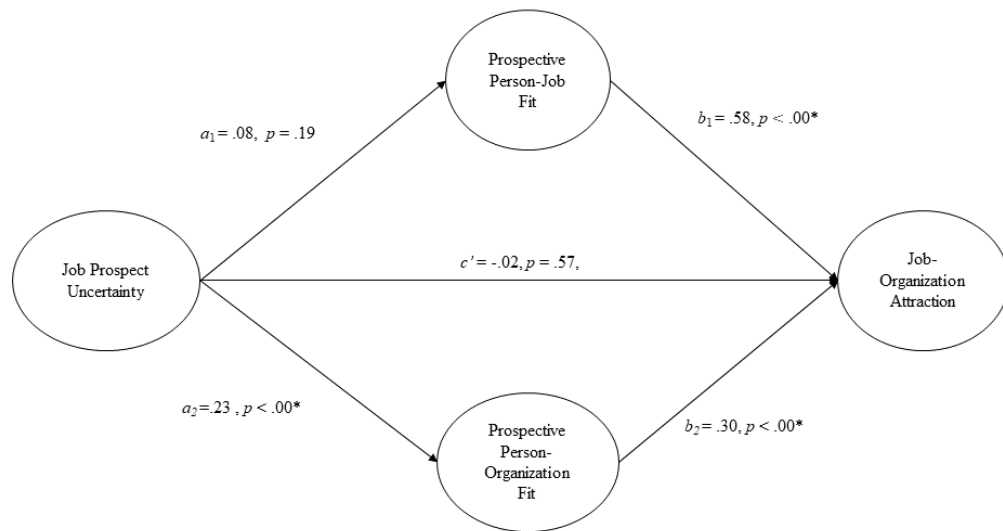 Prospective
Person-Job
Fit
a₁= .08,  p = .19
b₁= .58, p < .00*
Job Prospect
Uncertainty
c’= -.02, p = .57,
Job-
Organization
Attraction
a₂=.23 , p < .00*
Prospective
Person-
Organization
Fit
b₂= .30, p < .00*